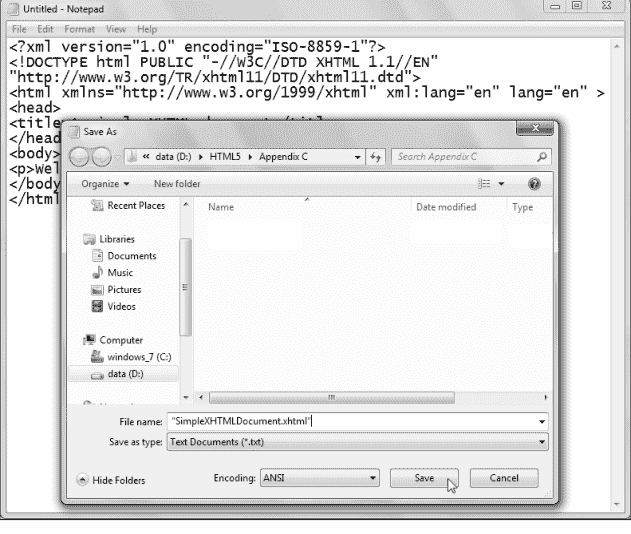 Untitled - Notepad
File Edit Format View Help
<?xml version="1.0" encoding="ISO-8859-1"?>
<!DOCTYPE html PUBLIC "-//W3C//DTD XHTML 1.1//EN"
"http://www.w3.org/TR/xhtml11/DTD/xhtml11.dtd">
<html xmlns="http://www.w3.org/1999/xhtml" xml:lang="en" lang="en" >
<head>
</head
<body>
<p>Wel
</body
</html
Save As
« data (D:) ▸ HTML5 ▸ Appendix C
Search Appendix C
Organize ▾ New folder
Name Date modified Type
Recent Places
Libraries
Documents
Music
Pictures
Videos
Computer
windows_7 (C:)
data (D:)
File name: "SimpleXHTMLDocument.xhtml"
Save as type: Text Documents (*.txt)
Hide Folders Encoding: ANSI Save Cancel